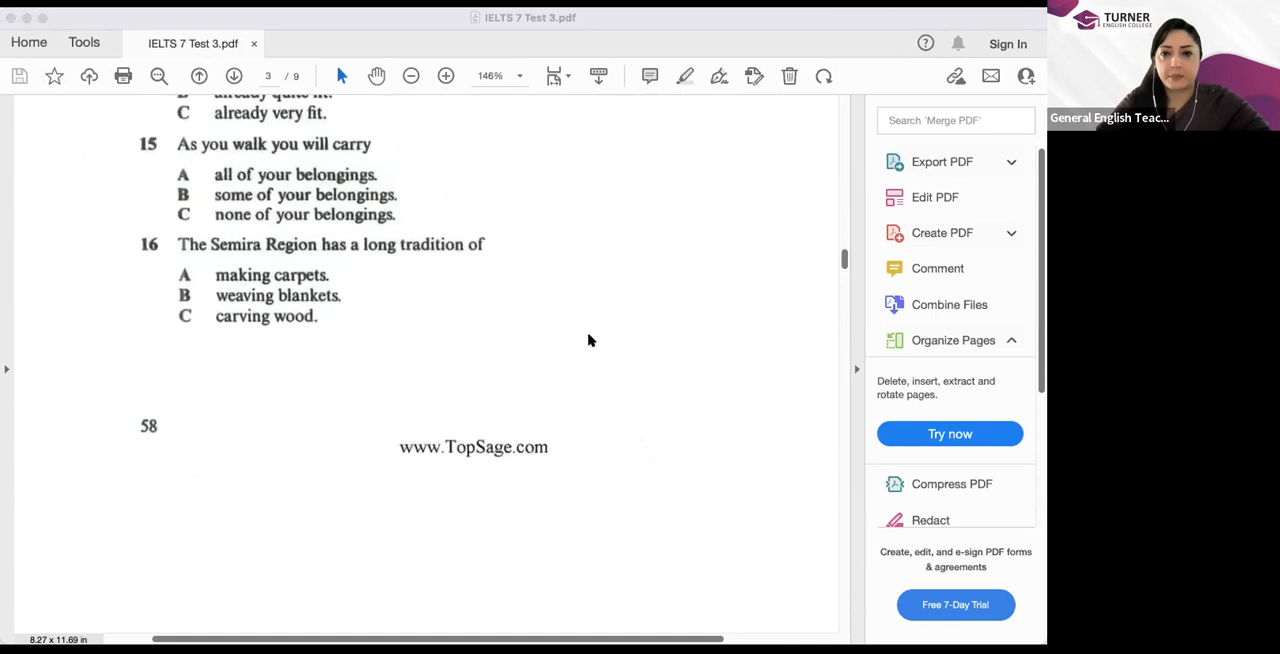 IELTS 7 Test 3.pdf
Home
Tools
IELTS 7 Test 3.pdf
Sign In
3 / 9
146%
B already quite fit.
C already very fit.
15 As you walk you will carry
A all of your belongings.
B some of your belongings.
C none of your belongings.
16 The Semira Region has a long tradition of
A making carpets.
B weaving blankets.
C carving wood.
58
www.TopSage.com
8.27 x 11.69 in
Search 'Merge PDF'
Export PDF
Edit PDF
Create PDF
Comment
Combine Files
Organize Pages
Delete, insert, extract and
rotate pages.
Try now
Compress PDF
Redact
Create, edit, and e-sign PDF forms
& agreements
Free 7-Day Trial
TURNER
ENGLISH COLLEGE
General English Teac...